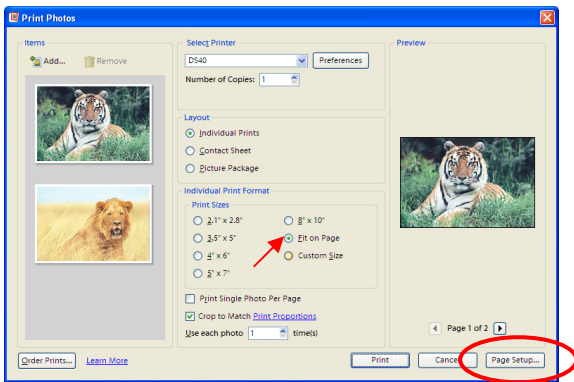 Print Photos
Items
Add...
Remove
Select Printer
DS40
Preferences
Number of Copies: 1
Layout
Individual Prints
Contact Sheet
Picture Package
Individual Print Format
Print Sizes
2.1" x 2.8"
8" x 10"
3.5" x 5"
Fit on Page
4" x 6"
Custom Size
5" x 7"
Print Single Photo Per Page
Crop to Match Print Proportions
Use each photo 1 time(s)
Preview
Page 1 of 2
Order Prints...
Learn More
Print
Cancel
Page Setup...